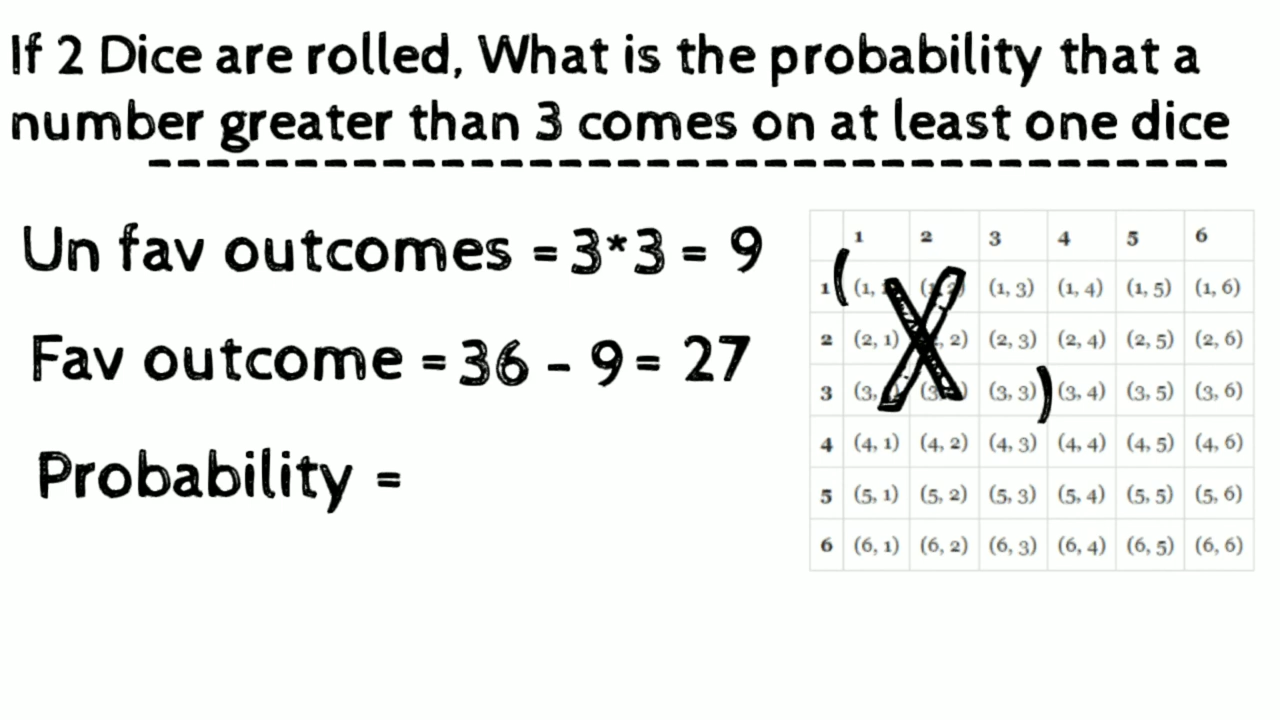 If 2 Dice are rolled, What is the probability that a
number greater than 3 comes on at least one dice
Un fav outcomes = 3*3 = 9
Fav outcome = 36 - 9 = 27
Probability =
1 2 3 4 5 6
1 ( (1, (1, 3) (1, 4) (1, 5) (1, 6)
2 (2, 1) 2) (2, 3) (2, 4) (2, 5) (2, 6)
3 (3, (3, (3, 3) ) (3, 4) (3, 5) (3, 6)
4 (4, 1) (4, 2) (4, 3) (4, 4) (4, 5) (4, 6)
5 (5, 1) (5, 2) (5, 3) (5, 4) (5, 5) (5, 6)
6 (6, 1) (6, 2) (6, 3) (6, 4) (6, 5) (6, 6)